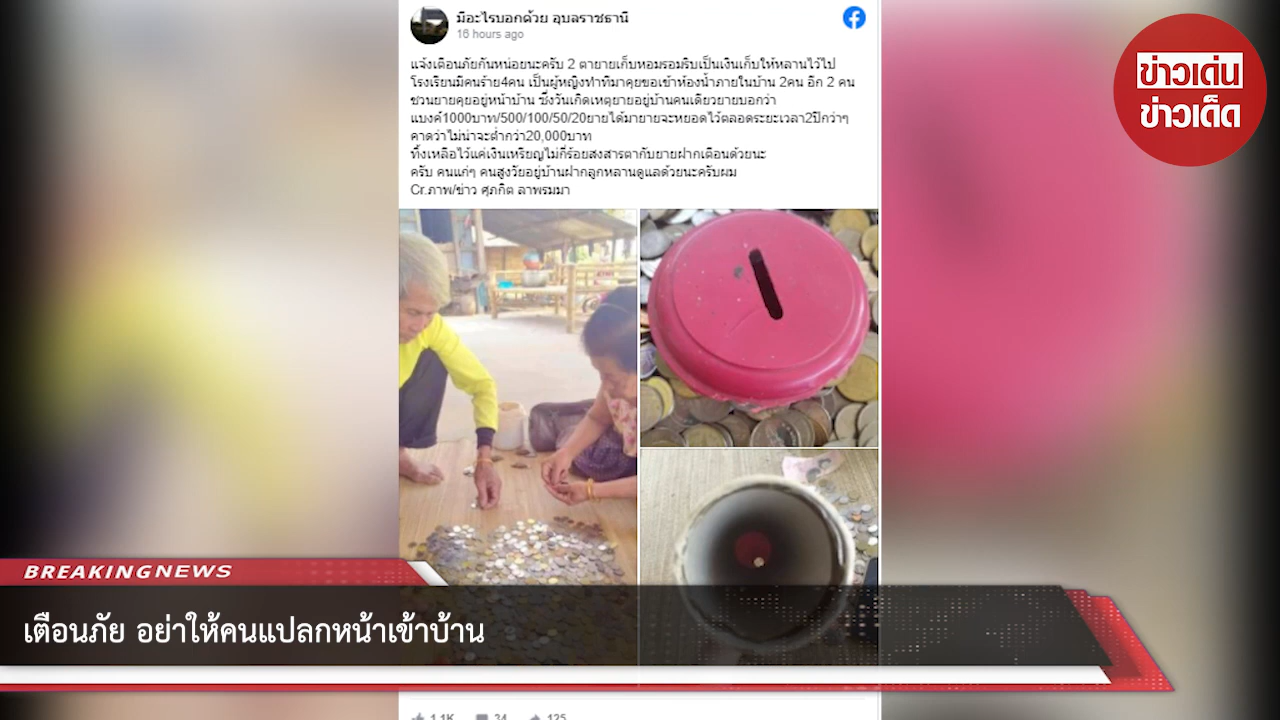 มีอะไรบอกด้วย อุบลราชธานี
16 hours ago
แจ้งเตือนภัยกันหน่อยนะครับ 2 ตายายเก็บหอมรอมริบเป็นเงินเก็บให้หลานไว้ไป
โรงเรียนมีคนร้าย4คน เป็นผู้หญิงทำทีมาคุยขอเข้าห้องน้ำภายในบ้าน 2คน อีก 2 คน
ชวนยายคุยอยู่หน้าบ้าน ซึ่งวันเกิดเหตุยายอยู่บ้านคนเดียวยายบอกว่า
แบงค์1000บาท/500/100/50/20ยายได้มายายจะหยอดไว้ตลอดระยะเวลา2ปีกว่าๆ
คาดว่าไม่น่าจะต่ำกว่า20,000บาท
ทิ้งเหลือไว้แค่เงินเหรียญไม่กี่ร้อยสงสารตากับยายฝากเตือนด้วยนะ
ครับ คนแก่ๆ คนสูงวัยอยู่บ้านฝากลูกหลานดูแลด้วยนะครับผม
Cr.ภาพ/ข่าว ศุภกิต ลาพรมมา
ข่าวเด่น
ข่าวเด็ด
BREAKING NEWS
เตือนภัย อย่าให้คนแปลกหน้าเข้าบ้าน
1.1K 34 125